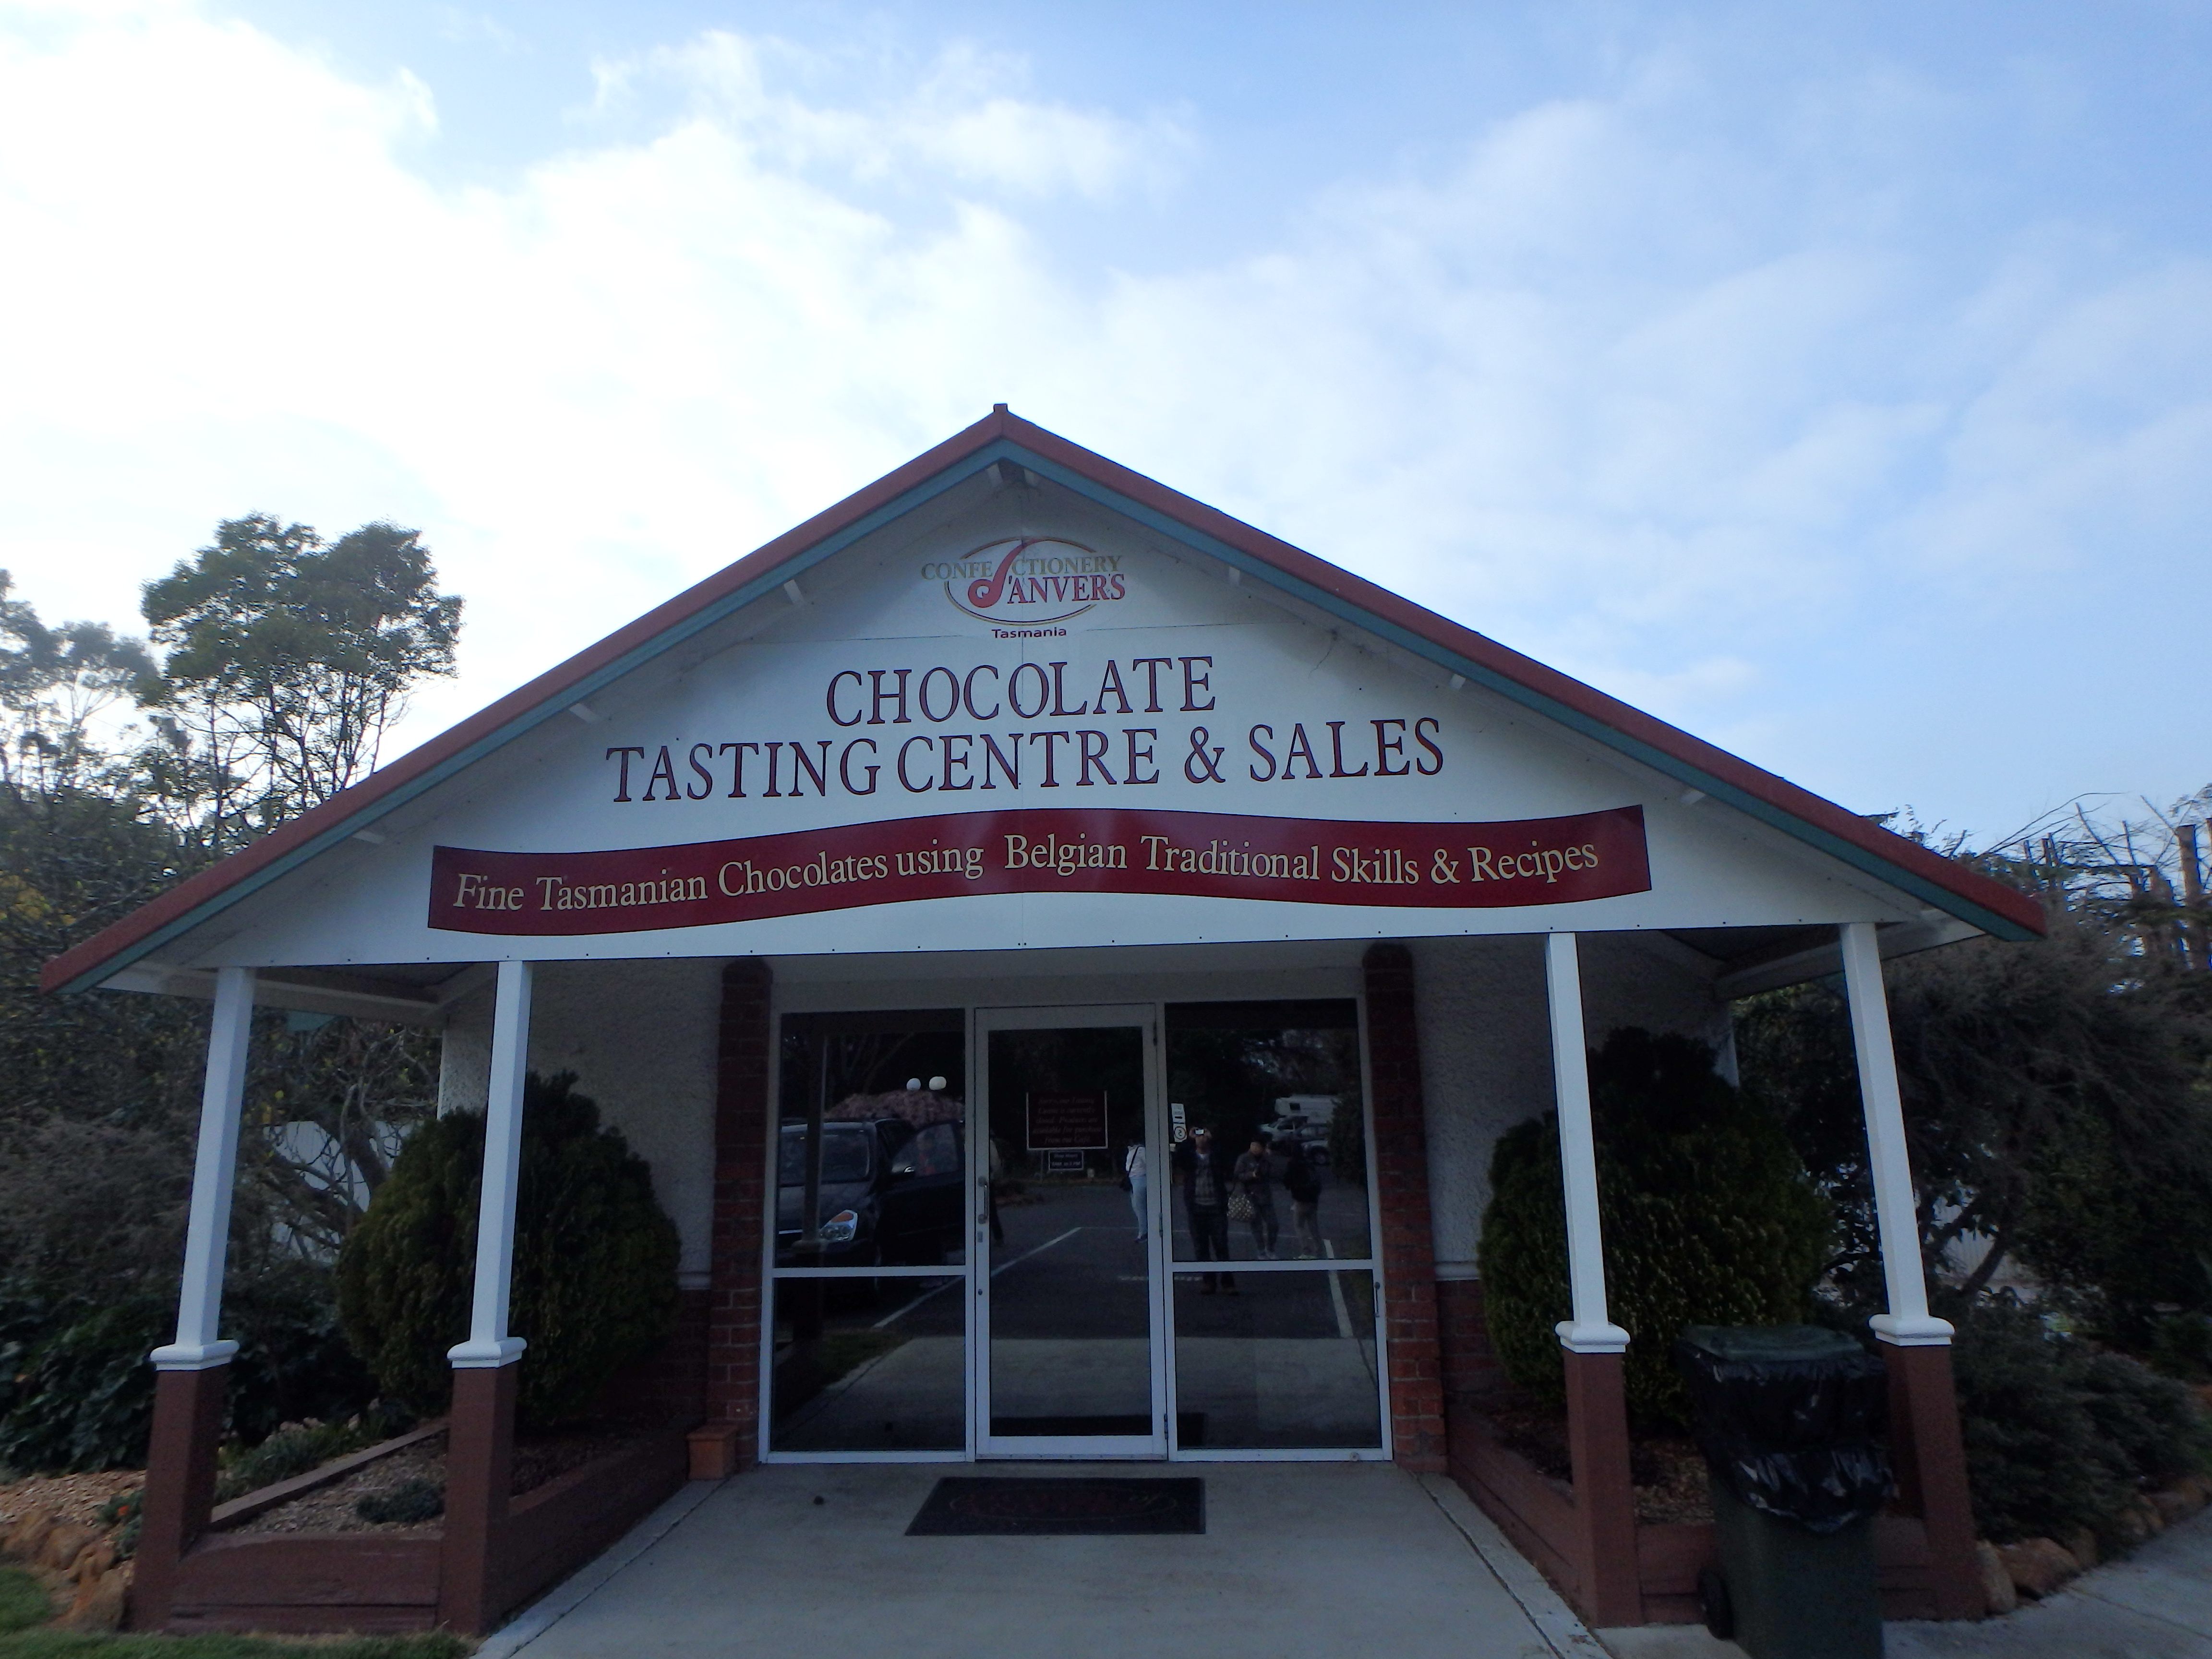 CONFECTIONERY
d'ANVERS
Tasmania
CHOCOLATE
TASTING CENTRE & SALES
Fine Tasmanian Chocolates using Belgian Traditional Skills & Recipes